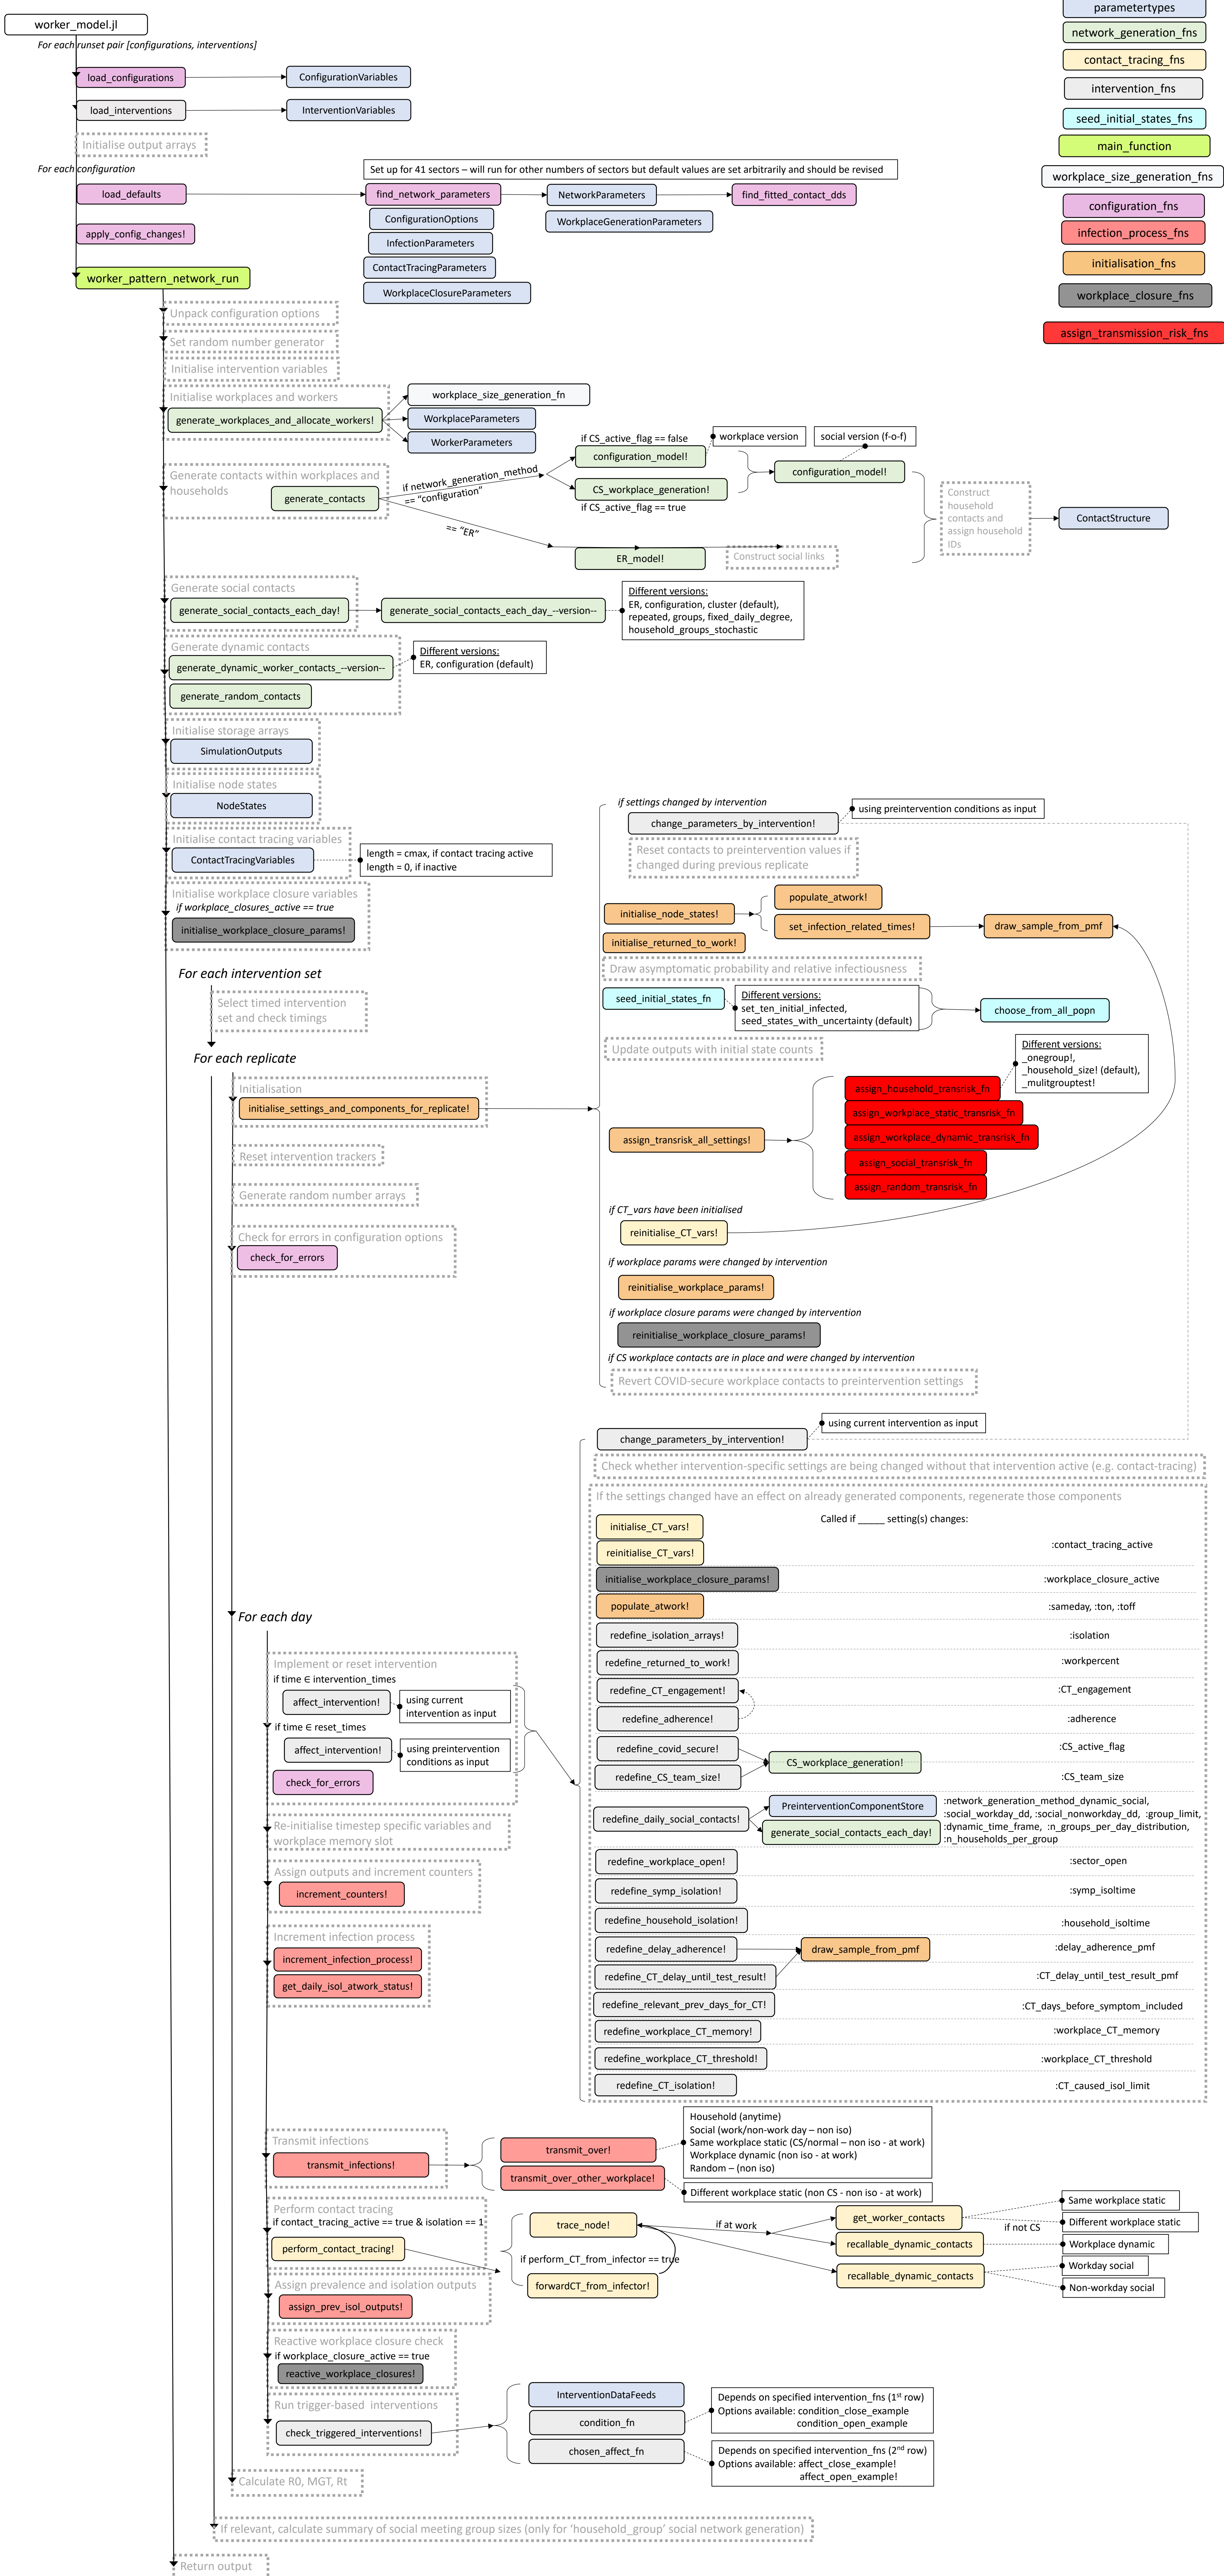 worker_model.jl
For each runset pair [configurations, interventions]
load_configurations
ConfigurationVariables
load_interventions
InterventionVariables
Initialise output arrays
For each configuration
Set up for 41 sectors – will run for other numbers of sectors but default values are set arbitrarily and should be revised
load_defaults
find_network_parameters
NetworkParameters
find_fitted_contact_dds
ConfigurationOptions
WorkplaceGenerationParameters
apply_config_changes!
InfectionParameters
ContactTracingParameters
worker_pattern_network_run
WorkplaceClosureParameters
parametertypes
network_generation_fns
contact_tracing_fns
intervention_fns
seed_initial_states_fns
main_function
workplace_size_generation_fns
configuration_fns
infection_process_fns
initialisation_fns
workplace_closure_fns
assign_transmission_risk_fns
Unpack configuration options
Set random number generator
Initialise intervention variables
Initialise workplaces and workers
generate_workplaces_and_allocate_workers!
workplace_size_generation_fn
WorkplaceParameters
WorkerParameters
Generate contacts within workplaces and
households
generate_contacts
if network_generation_method
== "configuration"
== "ER"
if CS_active_flag == false
configuration_model!
workplace version
CS_workplace_generation!
if CS_active_flag == true
social version (f-o-f)
configuration_model!
ER_model!
Construct social links
Construct
household
contacts and
assign household
IDs
ContactStructure
Generate social contacts
generate_social_contacts_each_day!
generate_social_contacts_each_day_--version--
Different versions:
ER, configuration, cluster (default),
repeated, groups, fixed_daily_degree,
household_groups_stochastic
Generate dynamic contacts
generate_dynamic_worker_contacts_--version--
Different versions:
ER, configuration (default)
generate_random_contacts
Initialise storage arrays
SimulationOutputs
Initialise node states
NodeStates
Initialise contact tracing variables
ContactTracingVariables
length = cmax, if contact tracing active
length = 0, if inactive
Initialise workplace closure variables
if workplace_closures_active == true
initialise_workplace_closure_params!
For each intervention set
Select timed intervention
set and check timings
For each replicate
Initialisation
initialise_settings_and_components_for_replicate!
Reset intervention trackers
Generate random number arrays
Check for errors in configuration options
check_for_errors
if settings changed by intervention
change_parameters_by_intervention!
using preintervention conditions as input
Reset contacts to preintervention values if
changed during previous replicate
initialise_node_states!
populate_atwork!
set_infection_related_times!
draw_sample_from_pmf
initialise_returned_to_work!
Draw asymptomatic probability and relative infectiousness
seed_initial_states_fn
Different versions:
set_ten_initial_infected,
seed_states_with_uncertainty (default)
choose_from_all_popn
Update outputs with initial state counts
Different versions:
_onegroup!,
_household_size! (default),
_mulitgrouptest!
assign_transrisk_all_settings!
assign_household_transrisk_fn
assign_workplace_static_transrisk_fn
assign_workplace_dynamic_transrisk_fn
assign_social_transrisk_fn
assign_random_transrisk_fn
if CT_vars have been initialised
reinitialise_CT_vars!
if workplace params were changed by intervention
reinitialise_workplace_params!
if workplace closure params were changed by intervention
reinitialise_workplace_closure_params!
if CS workplace contacts are in place and were changed by intervention
Revert COVID-secure workplace contacts to preintervention settings
change_parameters_by_intervention!
using current intervention as input
Check whether intervention-specific settings are being changed without that intervention active (e.g. contact-tracing)
If the settings changed have an effect on already generated components, regenerate those components
Called if _____ setting(s) changes:
initialise_CT_vars!
reinitialise_CT_vars!
:contact_tracing_active
initialise_workplace_closure_params!
:workplace_closure_active
populate_atwork!
:sameday, :ton, :toff
redefine_isolation_arrays!
:isolation
redefine_returned_to_work!
:workpercent
redefine_CT_engagement!
:CT_engagement
redefine_adherence!
:adherence
redefine_covid_secure!
:CS_active_flag
CS_workplace_generation!
redefine_CS_team_size!
:CS_team_size
redefine_daily_social_contacts!
PreinterventionComponentStore
generate_social_contacts_each_day!
:network_generation_method_dynamic_social,
:social_workday_dd, :social_nonworkday_dd, :group_limit,
:dynamic_time_frame, :n_groups_per_day_distribution,
:n_households_per_group
redefine_workplace_open!
:sector_open
redefine_symp_isolation!
:symp_isoltime
redefine_household_isolation!
:household_isoltime
redefine_delay_adherence!
draw_sample_from_pmf
:delay_adherence_pmf
redefine_CT_delay_until_test_result!
:CT_delay_until_test_result_pmf
redefine_relevant_prev_days_for_CT!
:CT_days_before_symptom_included
redefine_workplace_CT_memory!
:workplace_CT_memory
redefine_workplace_CT_threshold!
:workplace_CT_threshold
redefine_CT_isolation!
:CT_caused_isol_limit
For each day
Implement or reset intervention
if time ∈ intervention_times
affect_intervention!
using current
intervention as input
if time ∈ reset_times
affect_intervention!
using preintervention
conditions as input
check_for_errors
Re-initialise timestep specific variables and
workplace memory slot
Assign outputs and increment counters
increment_counters!
Increment infection process
increment_infection_process!
get_daily_isol_atwork_status!
Transmit infections
transmit_infections!
transmit_over!
transmit_over_other_workplace!
Household (anytime)
Social (work/non-work day – non iso)
Same workplace static (CS/normal – non iso - at work)
Workplace dynamic (non iso - at work)
Random – (non iso)
Different workplace static (non CS - non iso - at work)
Perform contact tracing
if contact_tracing_active == true & isolation == 1
perform_contact_tracing!
trace_node!
if perform_CT_from_infector == true
forwardCT_from_infector!
if at work
get_worker_contacts
if not CS
recallable_dynamic_contacts
recallable_dynamic_contacts
Same workplace static
Different workplace static
Workplace dynamic
Workday social
Non-workday social
Assign prevalence and isolation outputs
assign_prev_isol_outputs!
Reactive workplace closure check
if workplace_closure_active == true
reactive_workplace_closures!
Run trigger-based interventions
check_triggered_interventions!
InterventionDataFeeds
condition_fn
chosen_affect_fn
Depends on specified intervention_fns (1st row)
Options available: condition_close_example
condition_open_example
Depends on specified intervention_fns (2nd row)
Options available: affect_close_example!
affect_open_example!
Calculate R0, MGT, Rt
If relevant, calculate summary of social meeting group sizes (only for 'household_group' social network generation)
Return output